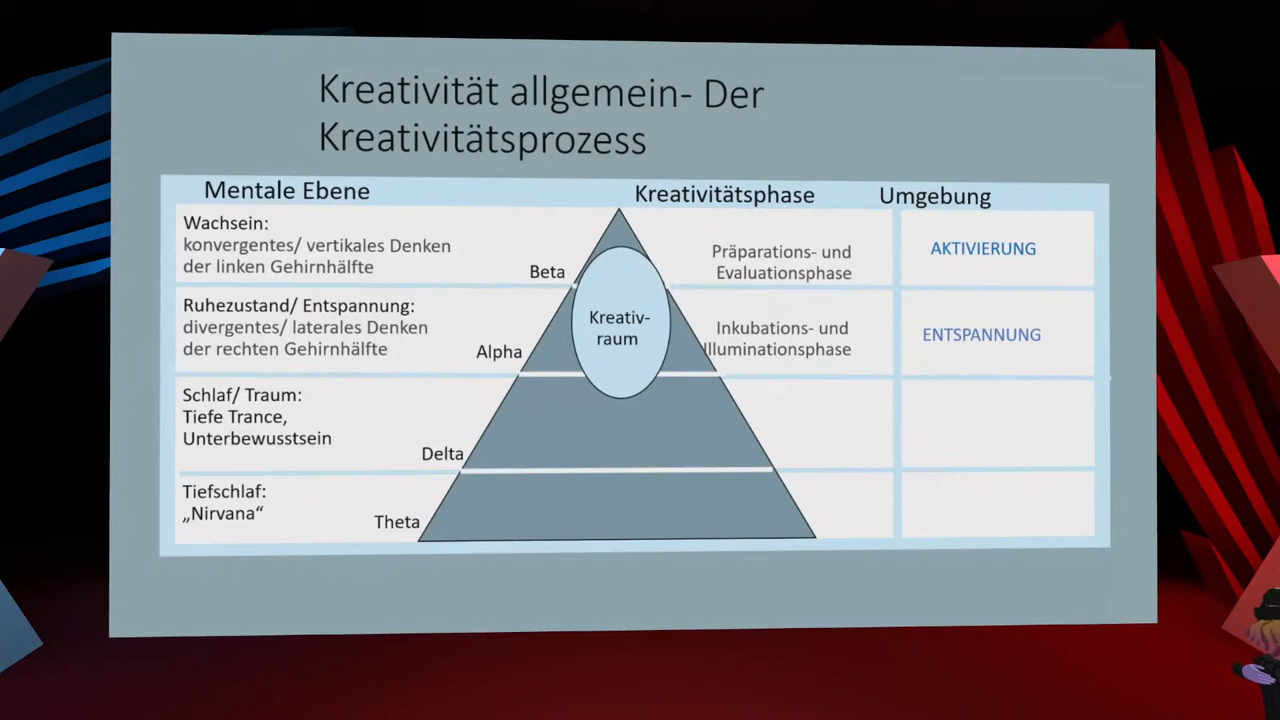 Kreativität allgemein- Der
Kreativitätsprozess
Mentale Ebene
Kreativitätsphase
Umgebung
Wachsein:
konvergentes/ vertikales Denken
der linken Gehirnhälfte
Beta
Präparations- und
Evaluationsphase
AKTIVIERUNG
Ruhezustand/ Entspannung:
divergentes/ laterales Denken
der rechten Gehirnhälfte
Alpha
Kreativ-
raum
Inkubations- und
Illuminationsphase
ENTSPANNUNG
Schlaf/ Traum:
Tiefe Trance,
Unterbewusstsein
Delta
Tiefschlaf:
„Nirvana“
Theta